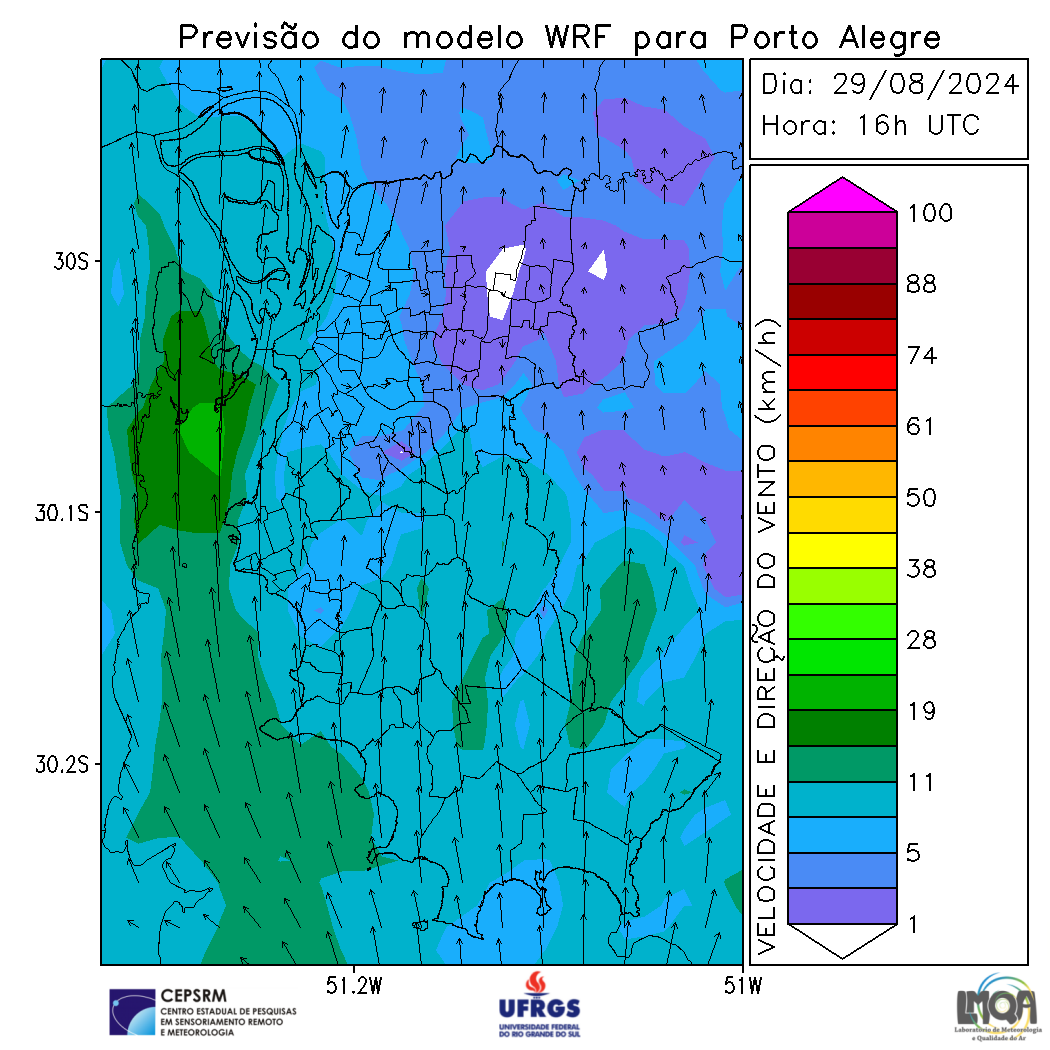 Previsão do modelo WRF para Porto Alegre
Dia: 29/08/2024
Hora: 16h UTC
30S
30.1S
30.2S
51.2W
51W
VELOCIDADE E DIREÇÃO DO VENTO (km/h)
100
88
74
61
50
38
28
19
11
5
1
CEPSRM
CENTRO ESTADUAL DE PESQUISAS
EM SENSORIAMENTO REMOTO
E METEOROLOGIA
UFRGS
UNIVERSIDADE FEDERAL
DO RIO GRANDE DO SUL
LMQA
Laboratório de Meteorologia
e Qualidade do Ar